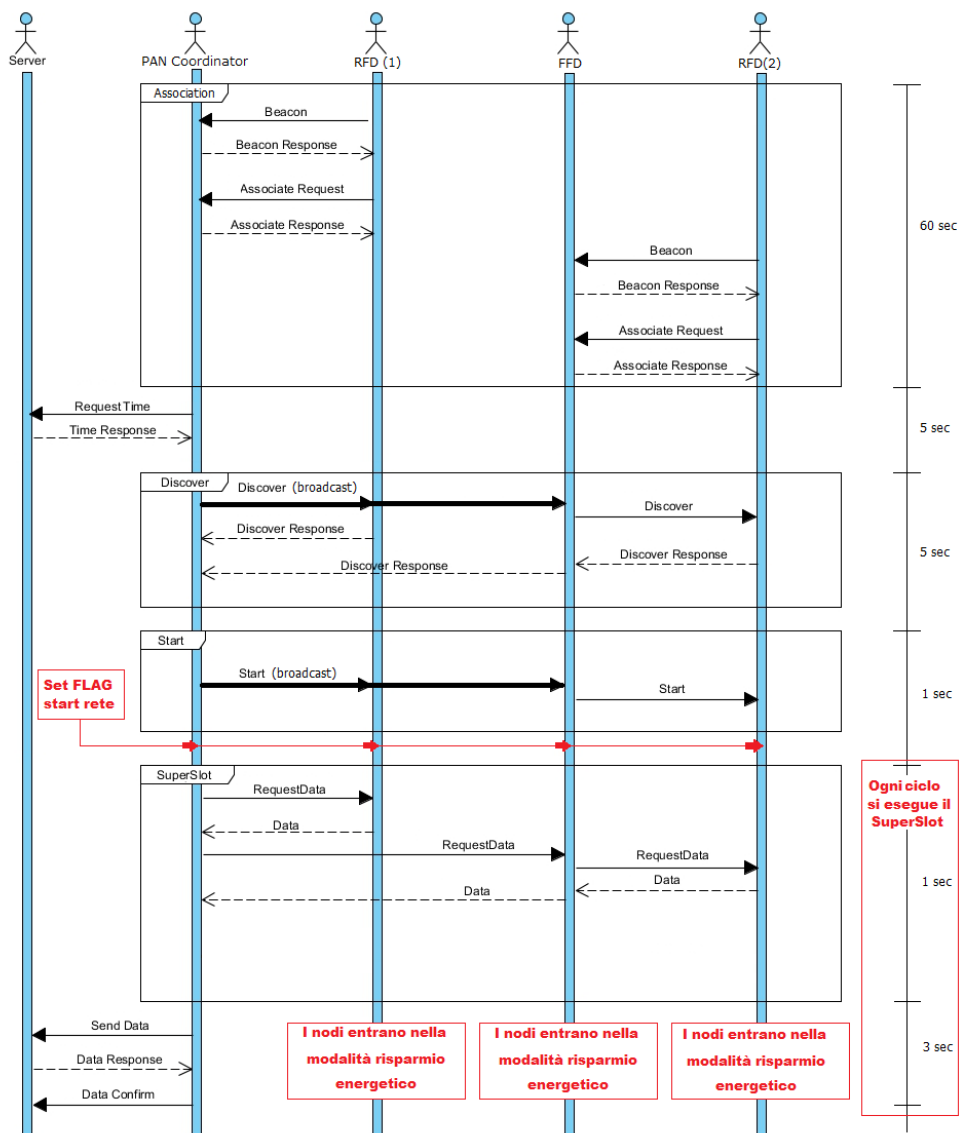 Server
PAN Coordinator
RFD (1)
FFD
RFD(2)
Association
Beacon
Beacon Response
Associate Request
Associate Response
60 sec
Beacon
Beacon Response
Associate Request
Associate Response
Request Time
Time Response
5 sec
Discover
Discover (broadcast)
Discover
Discover Response
Discover Response
Discover Response
5 sec
Start
Start (broadcast)
Start
Set FLAG
start rete
1 sec
SuperSlot
RequestData
Data
RequestData
RequestData
Data
Data
Ogni ciclo
si esegue il
SuperSlot
1 sec
Send Data
Data Response
Data Confirm
I nodi entrano nella
modalità risparmio
energetico
I nodi entrano nella
modalità risparmio
energetico
I nodi entrano nella
modalità risparmio
energetico
3 sec